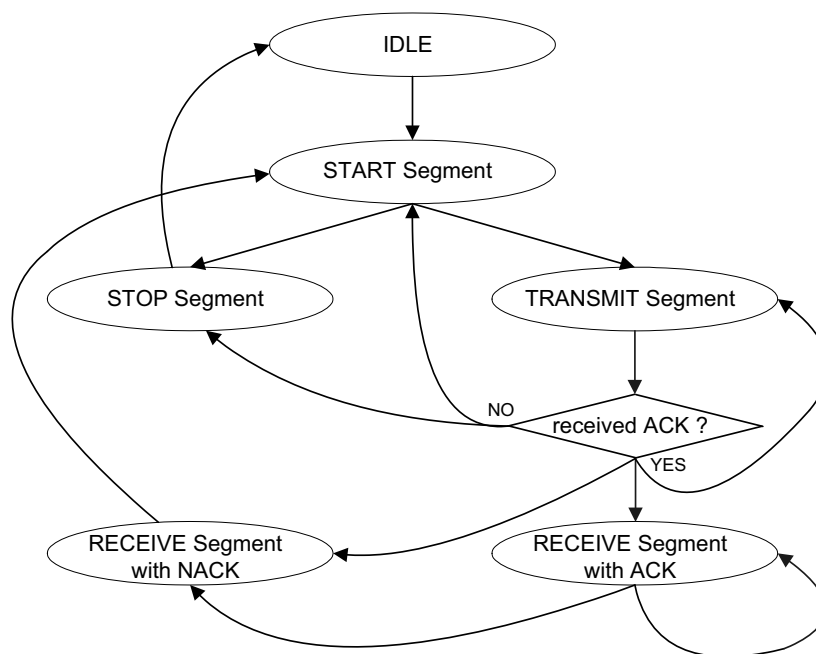 IDLE
START Segment
STOP Segment
TRANSMIT Segment
NO
received ACK ?
YES
RECEIVE Segment
with NACK
RECEIVE Segment
with ACK